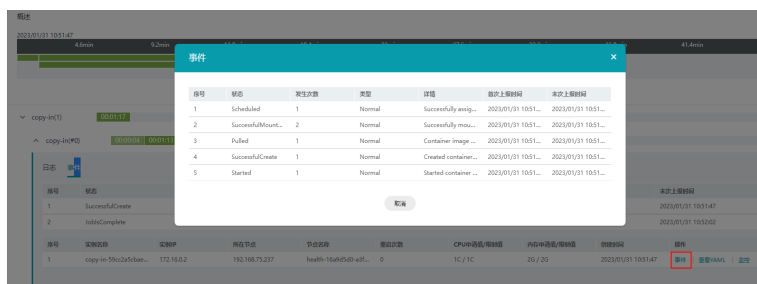 概述
2023/01/31 10:51:47
4.6min 9.2min 41.4min
事件 ×
序号 状态 发生次数 类型 详情 首次上报时间 末次上报时间
1 Scheduled 1 Normal Successfully assig... 2023/01/31 10:51... 2023/01/31 10:51...
2 SuccessfulMount... 2 Normal Successfully mou... 2023/01/31 10:51... 2023/01/31 10:51...
3 Pulled 1 Normal Container image ... 2023/01/31 10:51... 2023/01/31 10:51...
4 SuccessfulCreate 1 Normal Created container... 2023/01/31 10:51... 2023/01/31 10:51...
5 Started 1 Normal Started container ... 2023/01/31 10:51... 2023/01/31 10:51...
取消
copy-in(1) 00:01:17
copy-in(#0) 00:00:04 00:01:13
日志 事件
序号 状态 末次上报时间
1 SuccessfulCreate 2023/01/31 10:51:47
2 JobIsComplete 2023/01/31 10:52:02
序号 实例名称 实例IP 所在节点 节点名称 重启次数 CPU申请值/限制值 内存申请值/限制值 创建时间 操作
1 172.16.0.2 192.168.75.237 0 1C / 1C 2G / 2G 2023/01/31 10:51:47 事件 查看YAML | 监控